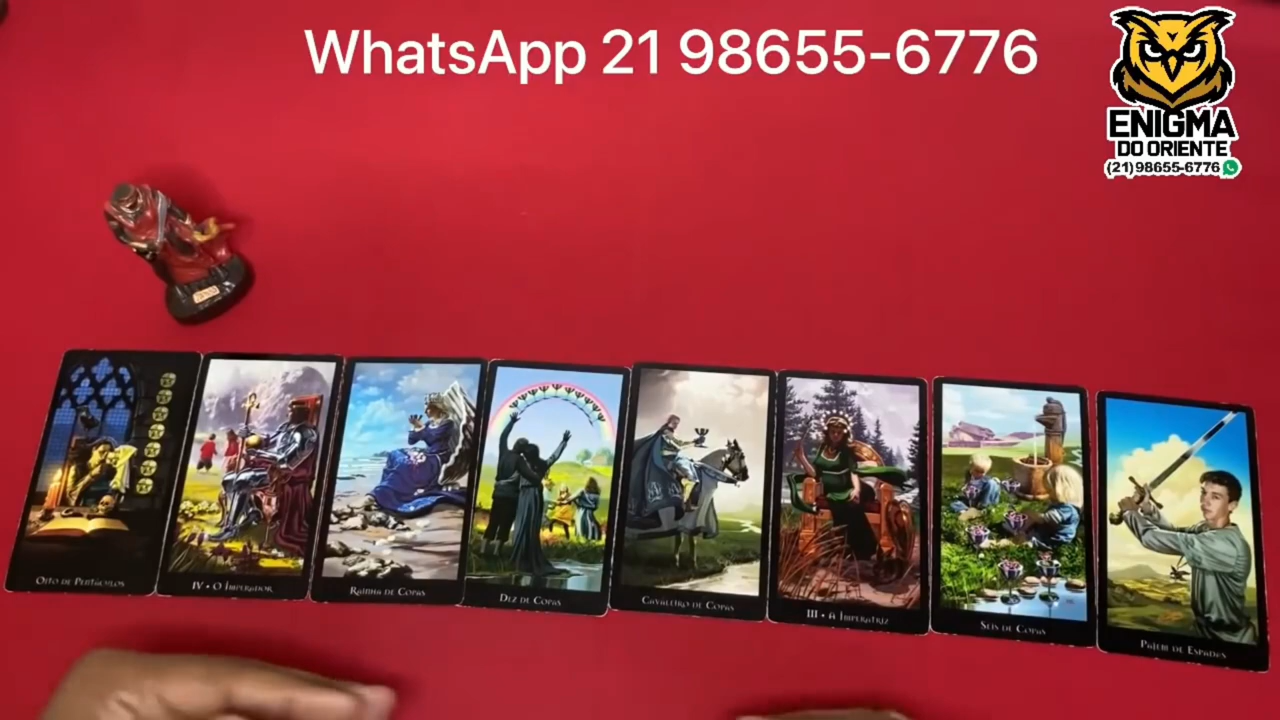 WhatsApp 21 98655-6776
ENIGMA
DO ORIENTE
(21)98655-6776
Oito de Pentáculos
IV • O Imperador
Rainha de Copas
Dez de Copas
Cavaleiro de Copas
III • A Imperatriz
Seis de Copas
Pajem de Espadas